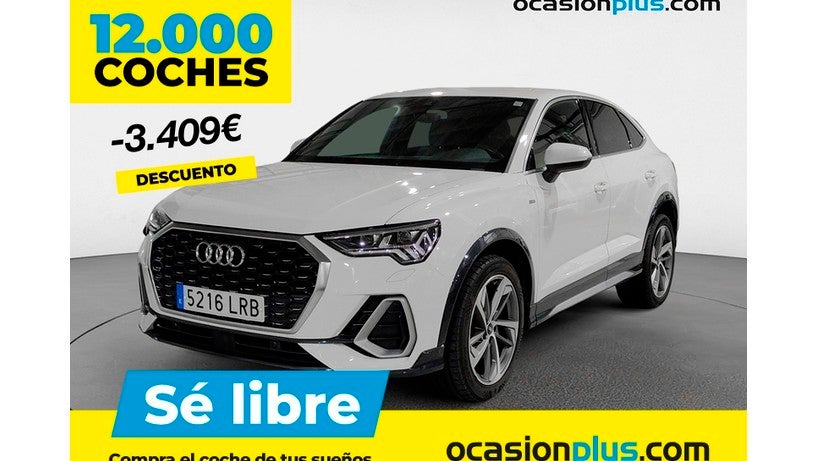 ocasionplus.com
12.000
COCHES
-3.409€
DESCUENTO
5216 LRB
Sé libre
Compra el coche de tus sueños
ocasionplus.com